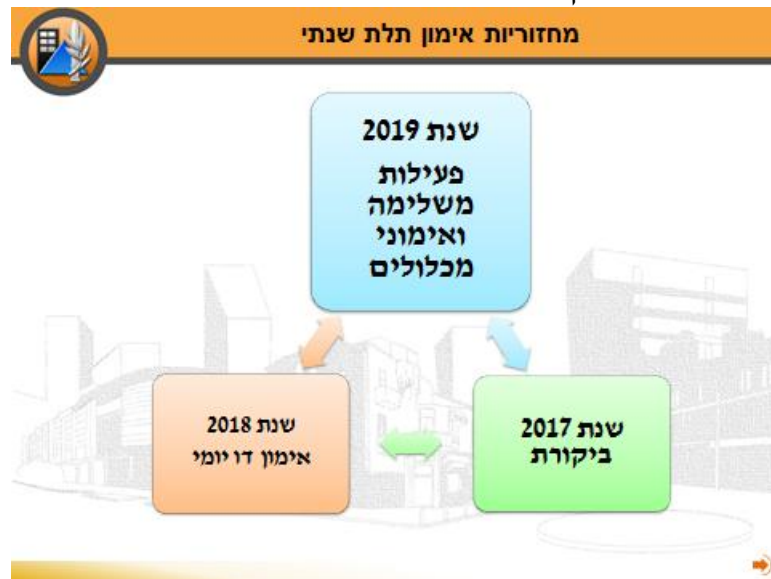 מחזוריות אימון תלת שנתי
שנת 2019
פעילות
משלימה
ואימוני
מכלולים
שנת 2017
ביקורת
שנת 2018
אימון דו יומי